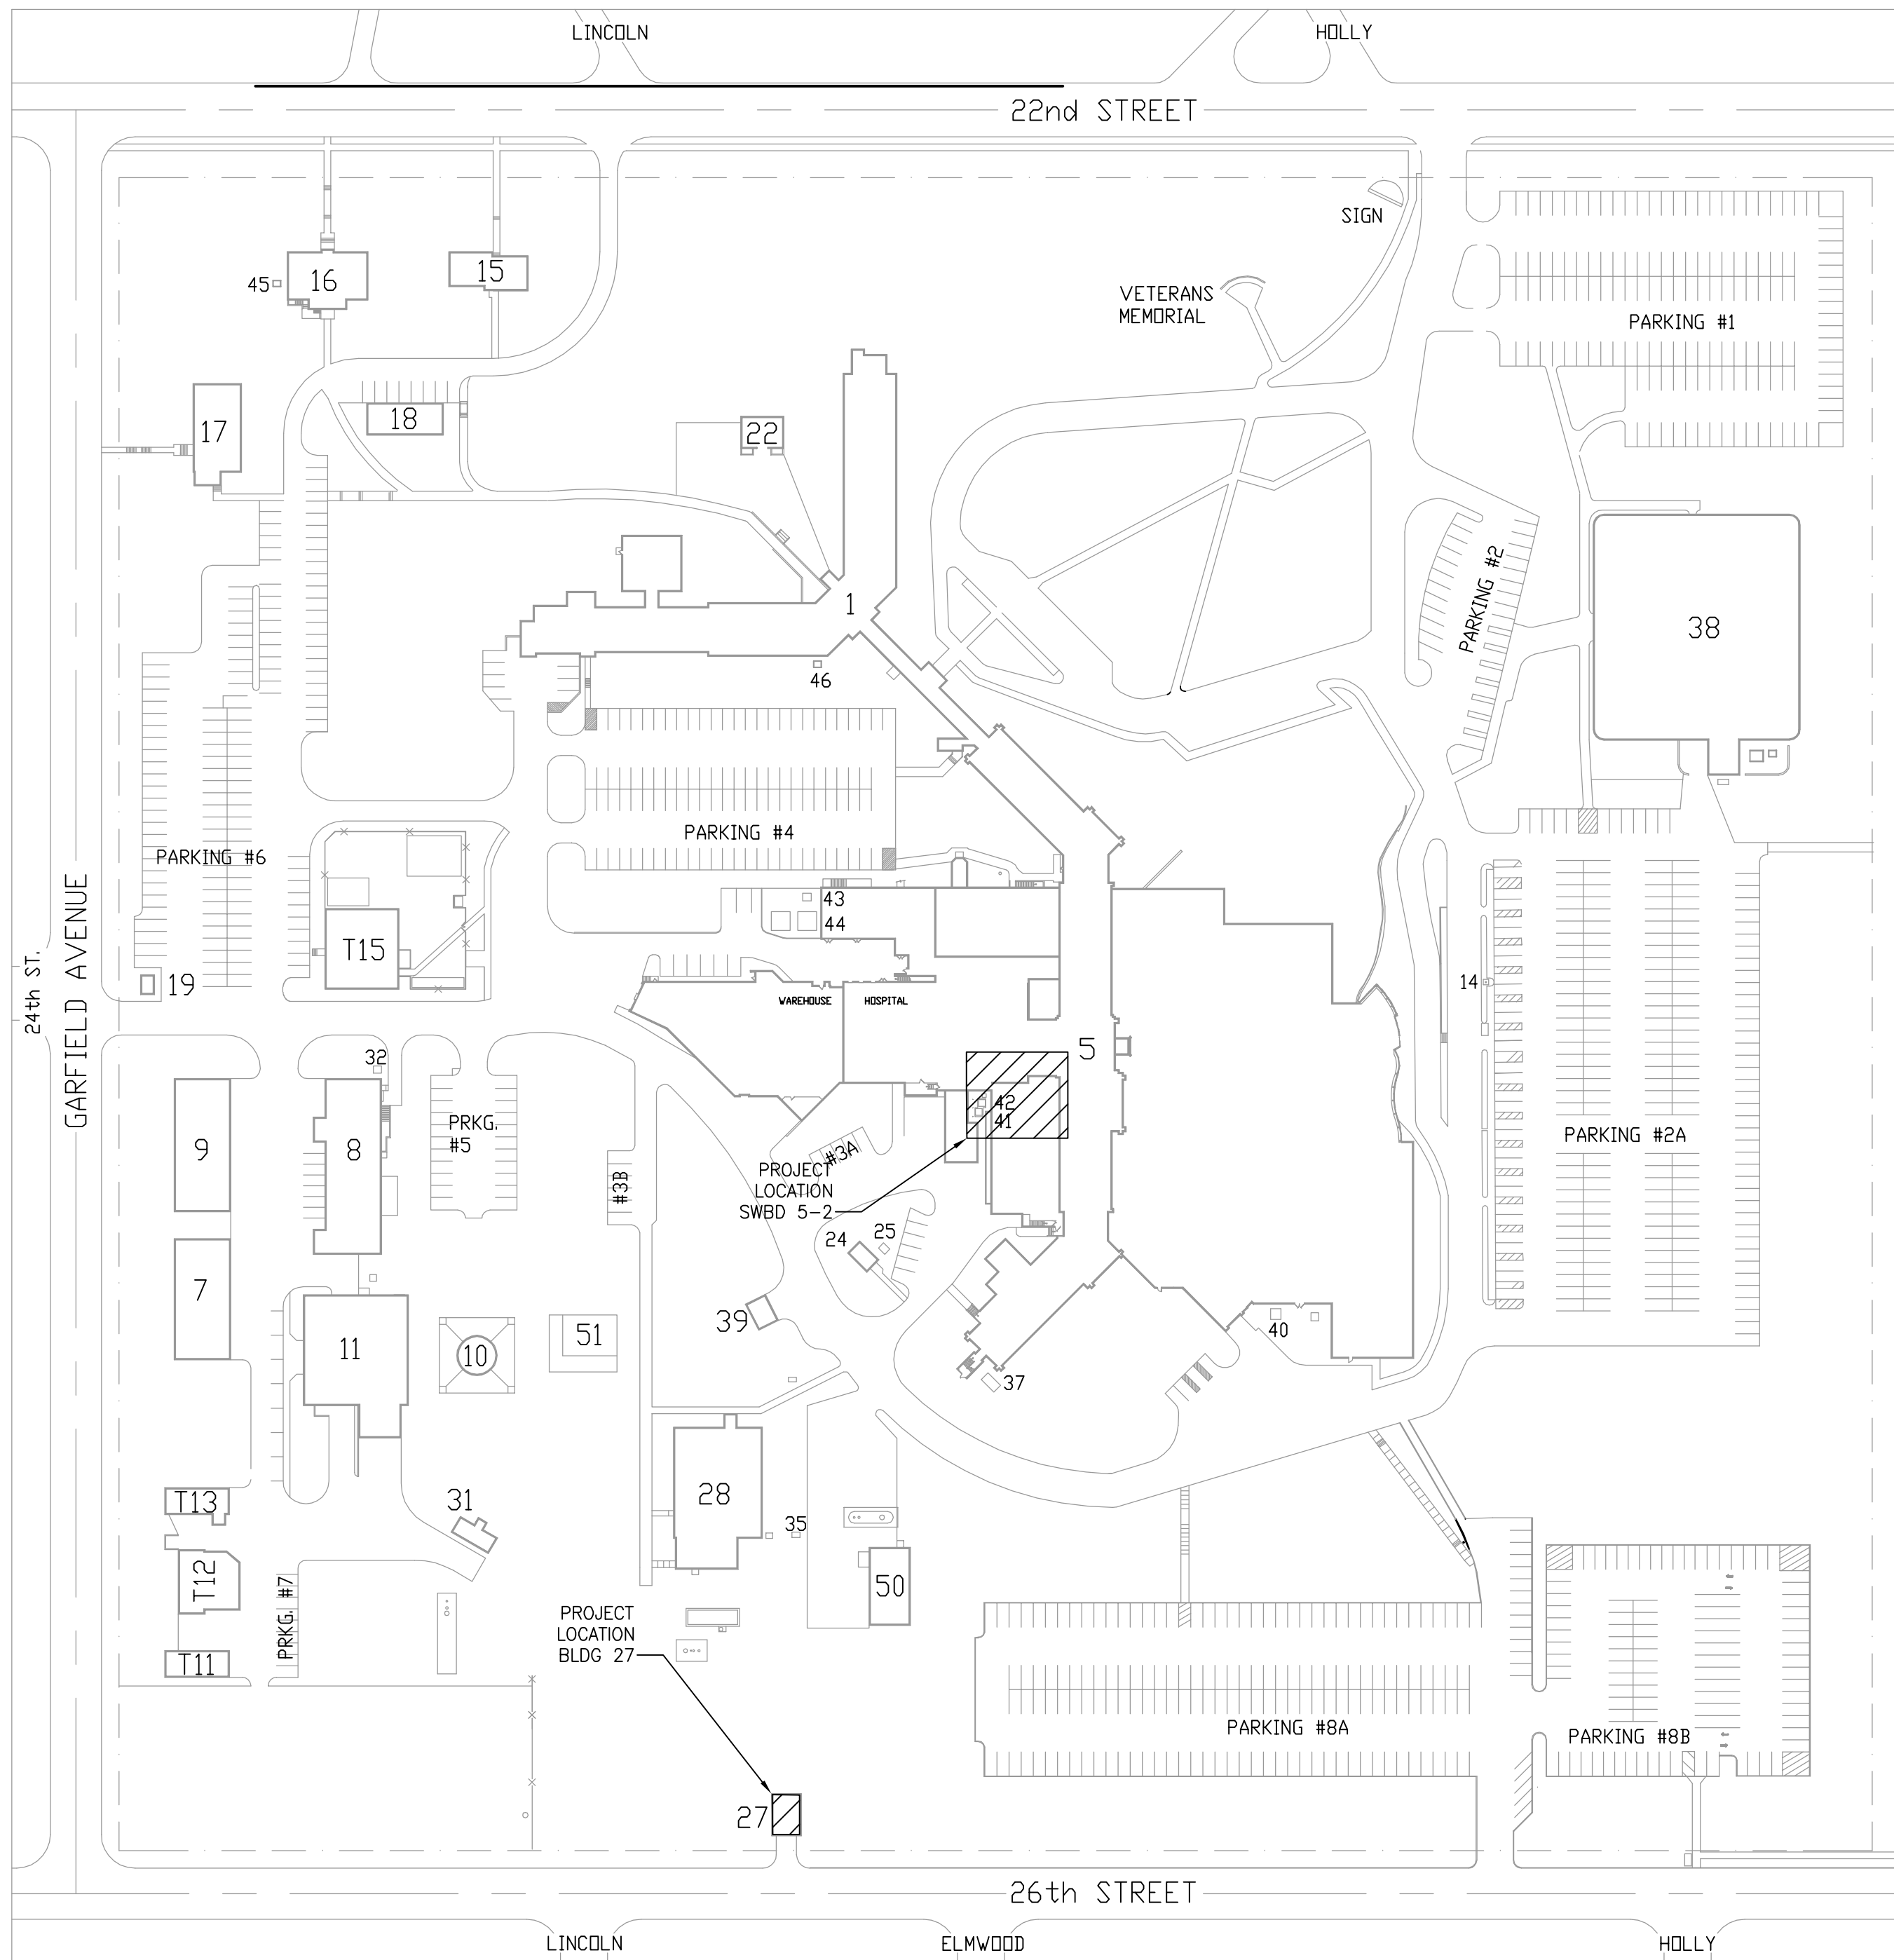 LINCOLN
HOLLY
22nd STREET
SIGN
45
16
15
VETERANS
MEMORIAL
PARKING #1
17
18
22
PARKING #2
1
38
46
PARKING #4
PARKING #6
43
44
T15
19
24th ST.
GARFIELD AVENUE
WAREHOUSE
HOSPITAL
14
5
32
42
41
PRKG.
#5
9
8
#3A
#3B
PARKING #2A
PROJECT
LOCATION
SWBD 5-2
24
25
7
39
51
40
11
10
37
28
T13
31
35
T12
50
PRKG. #7
PROJECT
LOCATION
BLDG 27
T11
PARKING #8A
PARKING #8B
27
26th STREET
LINCOLN
ELMWOOD
HOLLY